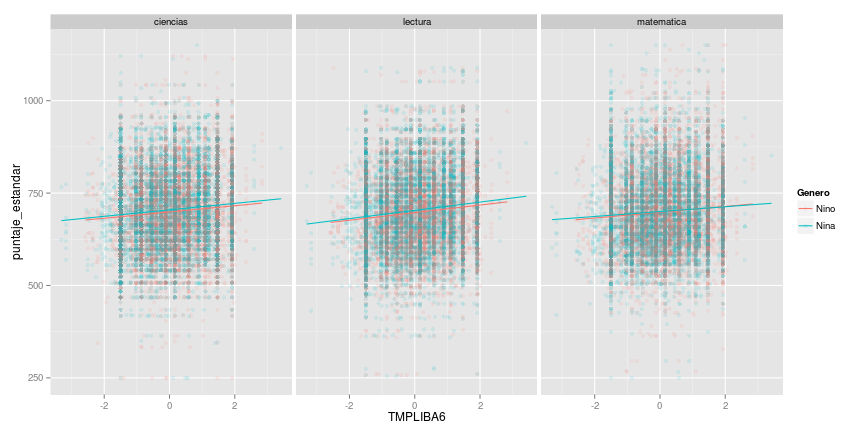 ciencias lectura matematica
1000
750
500
250
puntaje_estandar
-2 0 2 -2 0 2 -2 0 2
TMPLIBA6
Genero
Nino
Nina